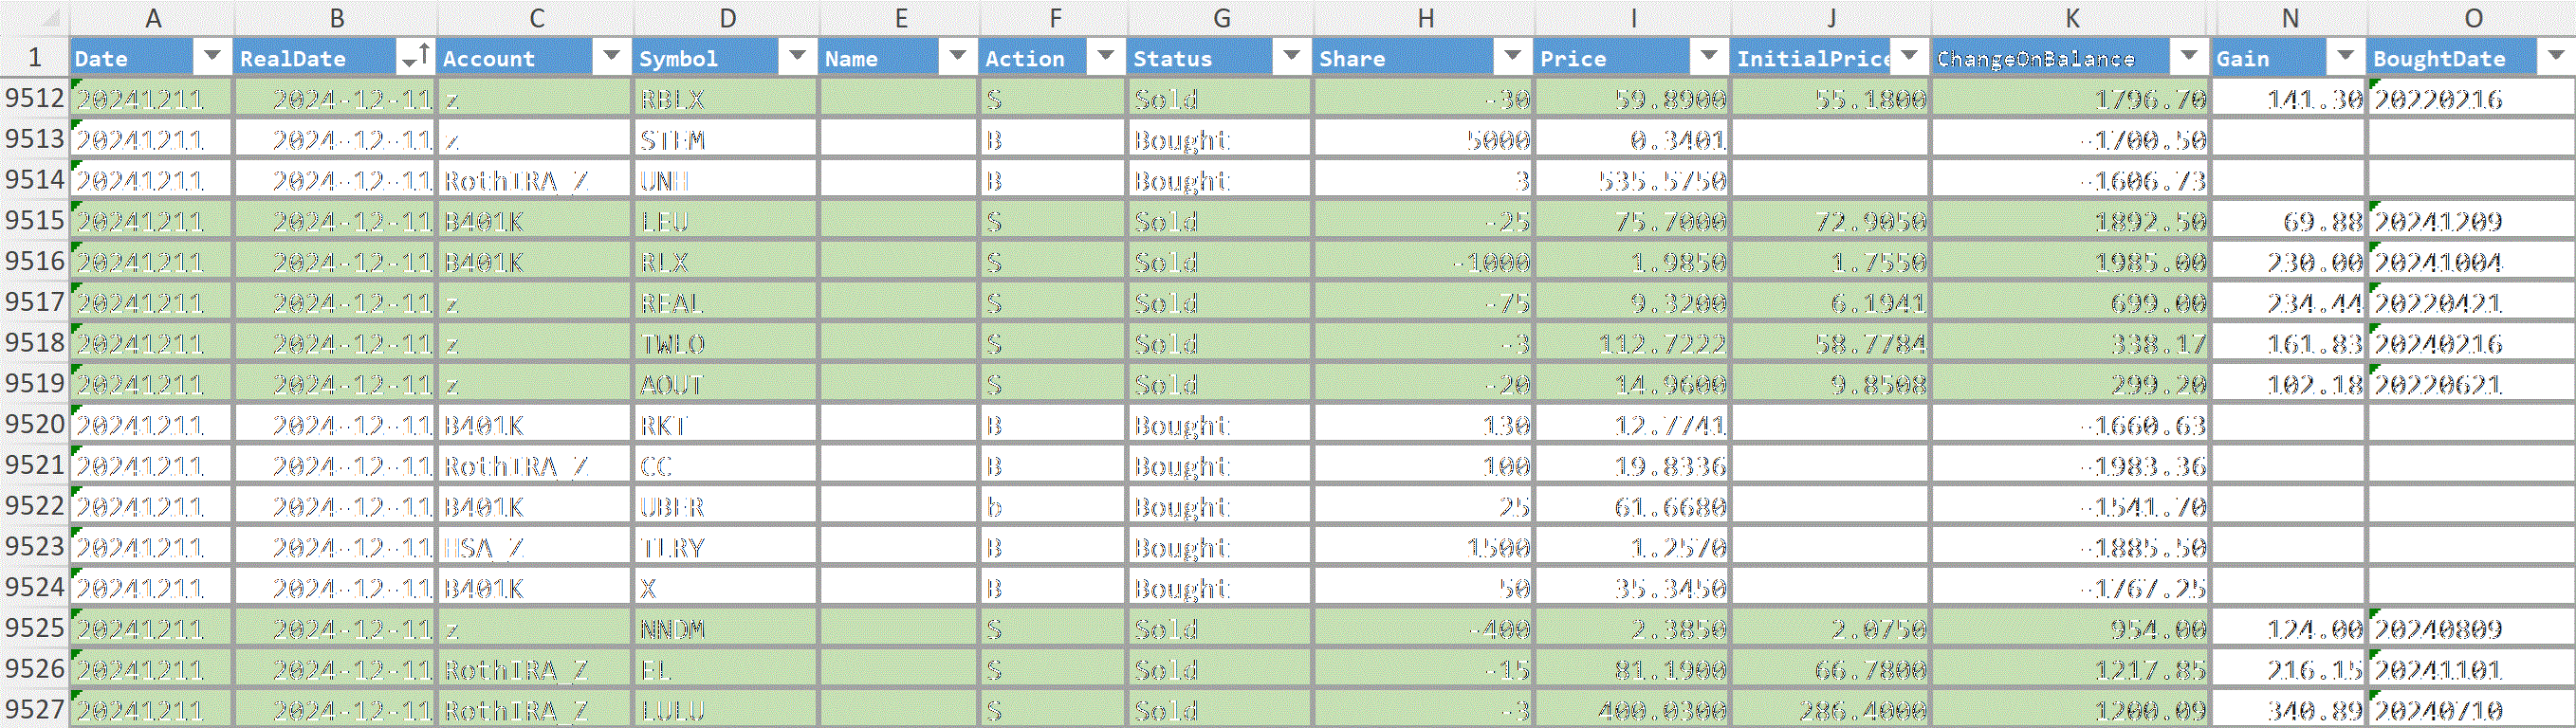 A B C D E F G H I J K N O
1 Date RealDate Account Symbol Name Action Status Share Price InitialPrice ChangeOnBalance Gain BoughtDate
9512 20241211 2024-12-11 z RBLX S Sold -30 59.8900 55.1800 1796.70 141.30 20220216
9513 20241211 2024-12-11 z STEM B Bought 5000 0.3401 -1700.50
9514 20241211 2024-12-11 RothIRA_Z UNH B Bought 3 535.5750 -1606.73
9515 20241211 2024-12-11 B401K LEU S Sold -25 75.7000 72.9050 1892.50 69.88 20241209
9516 20241211 2024-12-11 B401K RLX S Sold -1000 1.9850 1.7550 1985.00 230.00 20241004
9517 20241211 2024-12-11 z REAL S Sold -75 9.3200 6.1941 699.00 234.44 20220421
9518 20241211 2024-12-11 z TWLO S Sold -3 112.7222 58.7784 338.17 161.83 20240216
9519 20241211 2024-12-11 z AOUT S Sold -20 14.9600 9.8508 299.20 102.18 20220621
9520 20241211 2024-12-11 B401K RKT B Bought 130 12.7741 -1660.63
9521 20241211 2024-12-11 RothIRA_Z CC B Bought 100 19.8336 -1983.36
9522 20241211 2024-12-11 B401K UBER b Bought 25 61.6680 -1541.70
9523 20241211 2024-12-11 HSA_Z TLRY B Bought 1500 1.2570 -1885.50
9524 20241211 2024-12-11 B401K X B Bought 50 35.3450 -1767.25
9525 20241211 2024-12-11 z NNDM S Sold -400 2.3850 2.0750 954.00 124.00 20240809
9526 20241211 2024-12-11 RothIRA_Z EL S Sold -15 81.1900 66.7800 1217.85 216.15 20241101
9527 20241211 2024-12-11 RothIRA_Z LULU S Sold -3 400.0300 286.4000 1200.09 340.89 20240710